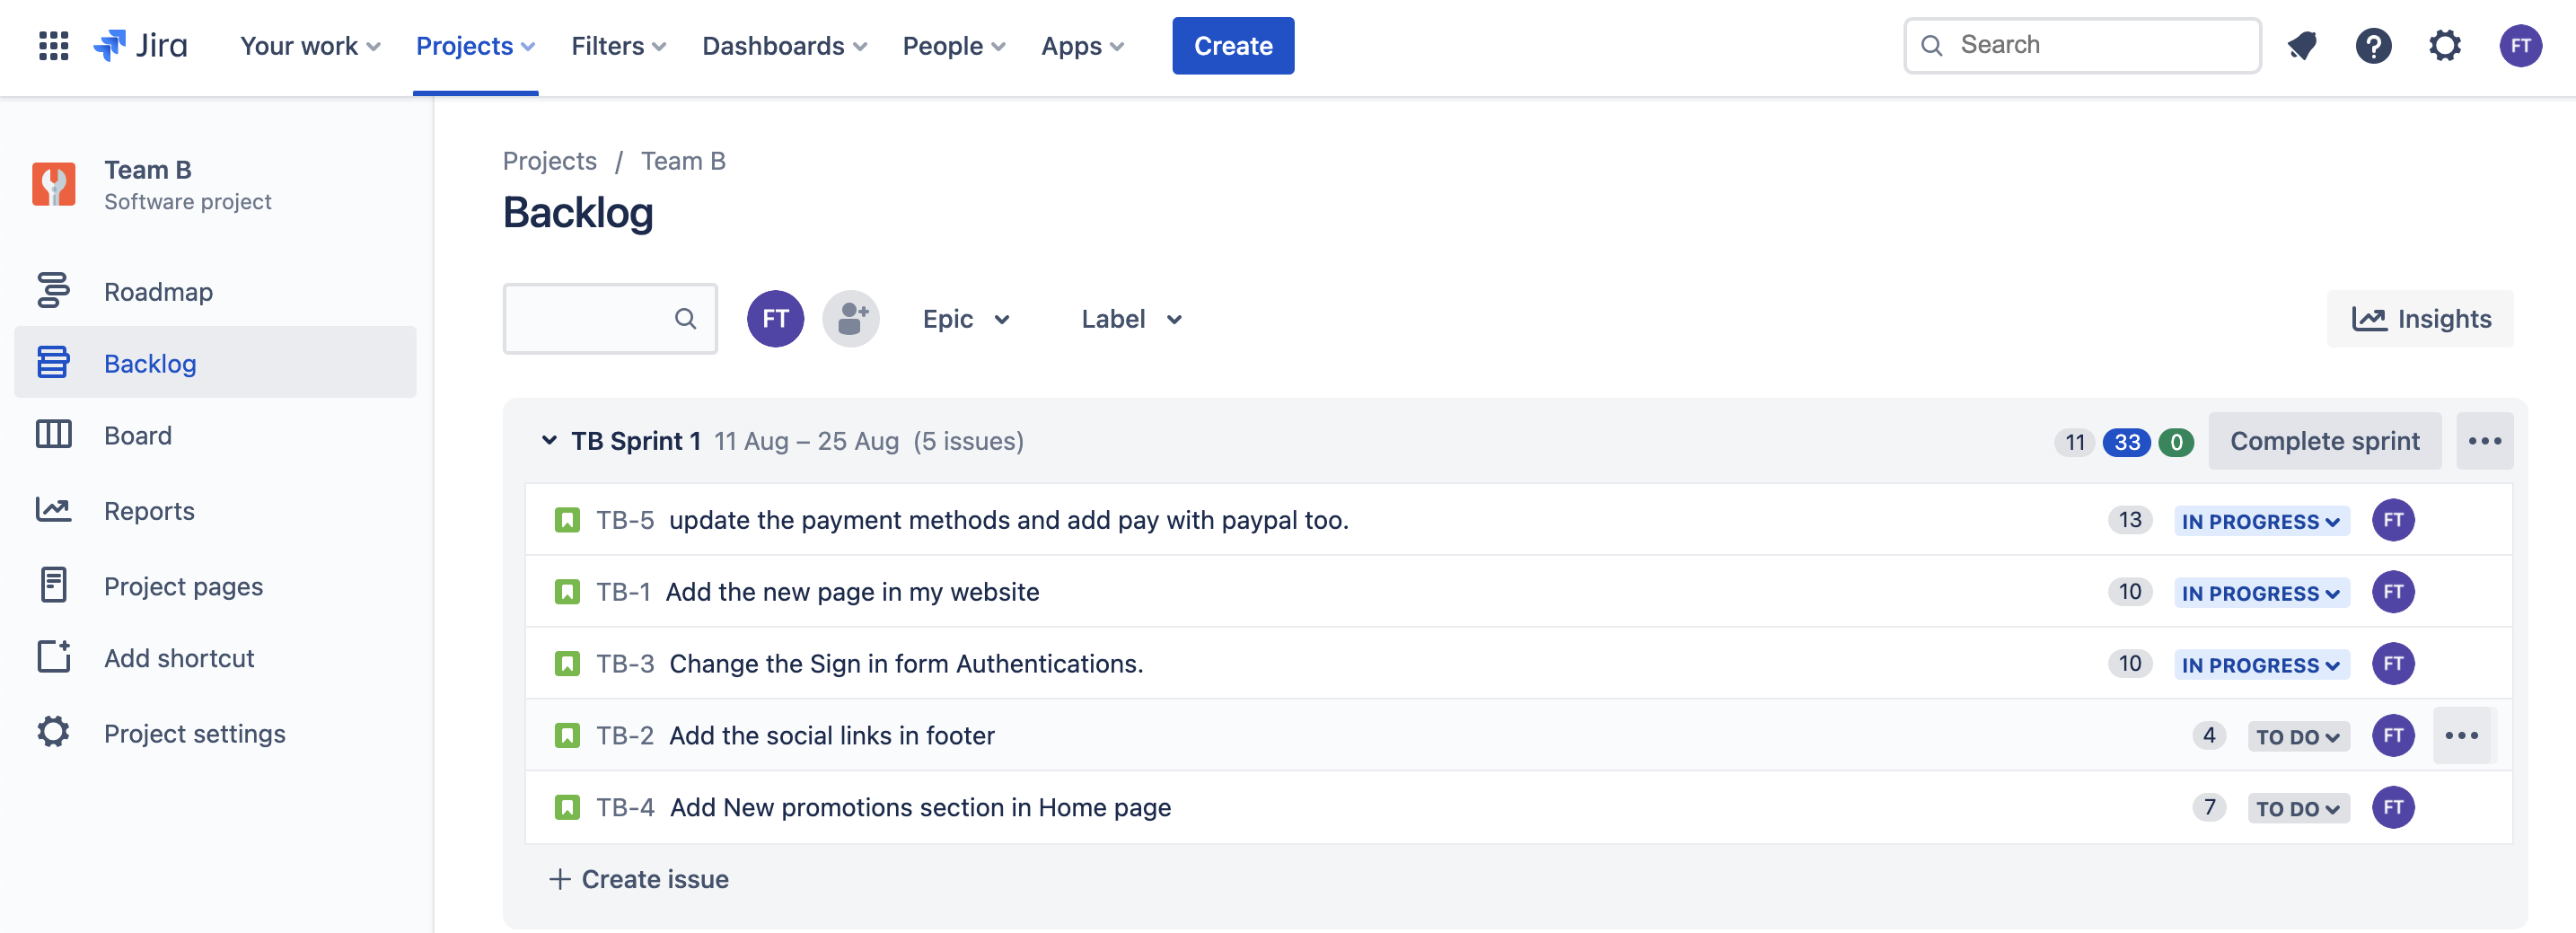 Jira Your work Projects Filters Dashboards People Apps Create Search FT
Team B
Software project
Roadmap
Backlog
Board
Reports
Project pages
Add shortcut
Project settings
Projects / Team B
Backlog
FT Epic Label Insights
TB Sprint 1 11 Aug – 25 Aug (5 issues) 11 33 0 Complete sprint
TB-5 update the payment methods and add pay with paypal too. 13 IN PROGRESS FT
TB-1 Add the new page in my website 10 IN PROGRESS FT
TB-3 Change the Sign in form Authentications. 10 IN PROGRESS FT
TB-2 Add the social links in footer 4 TO DO FT
TB-4 Add New promotions section in Home page 7 TO DO FT
+ Create issue